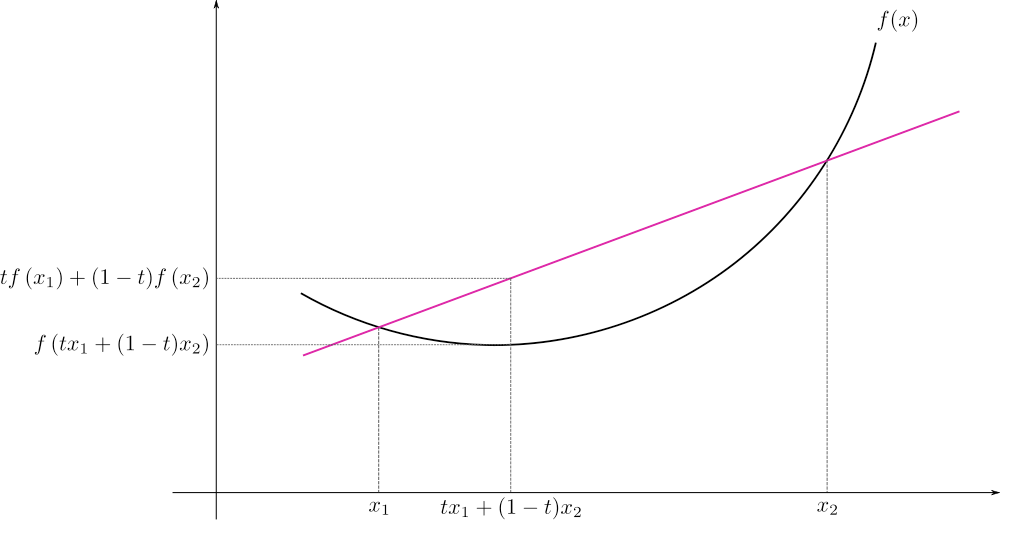 f(x)
tf (x₁) + (1 − t)f (x₂)
f (tx₁ + (1 − t)x₂)
x₁
tx₁ + (1 − t)x₂
x₂